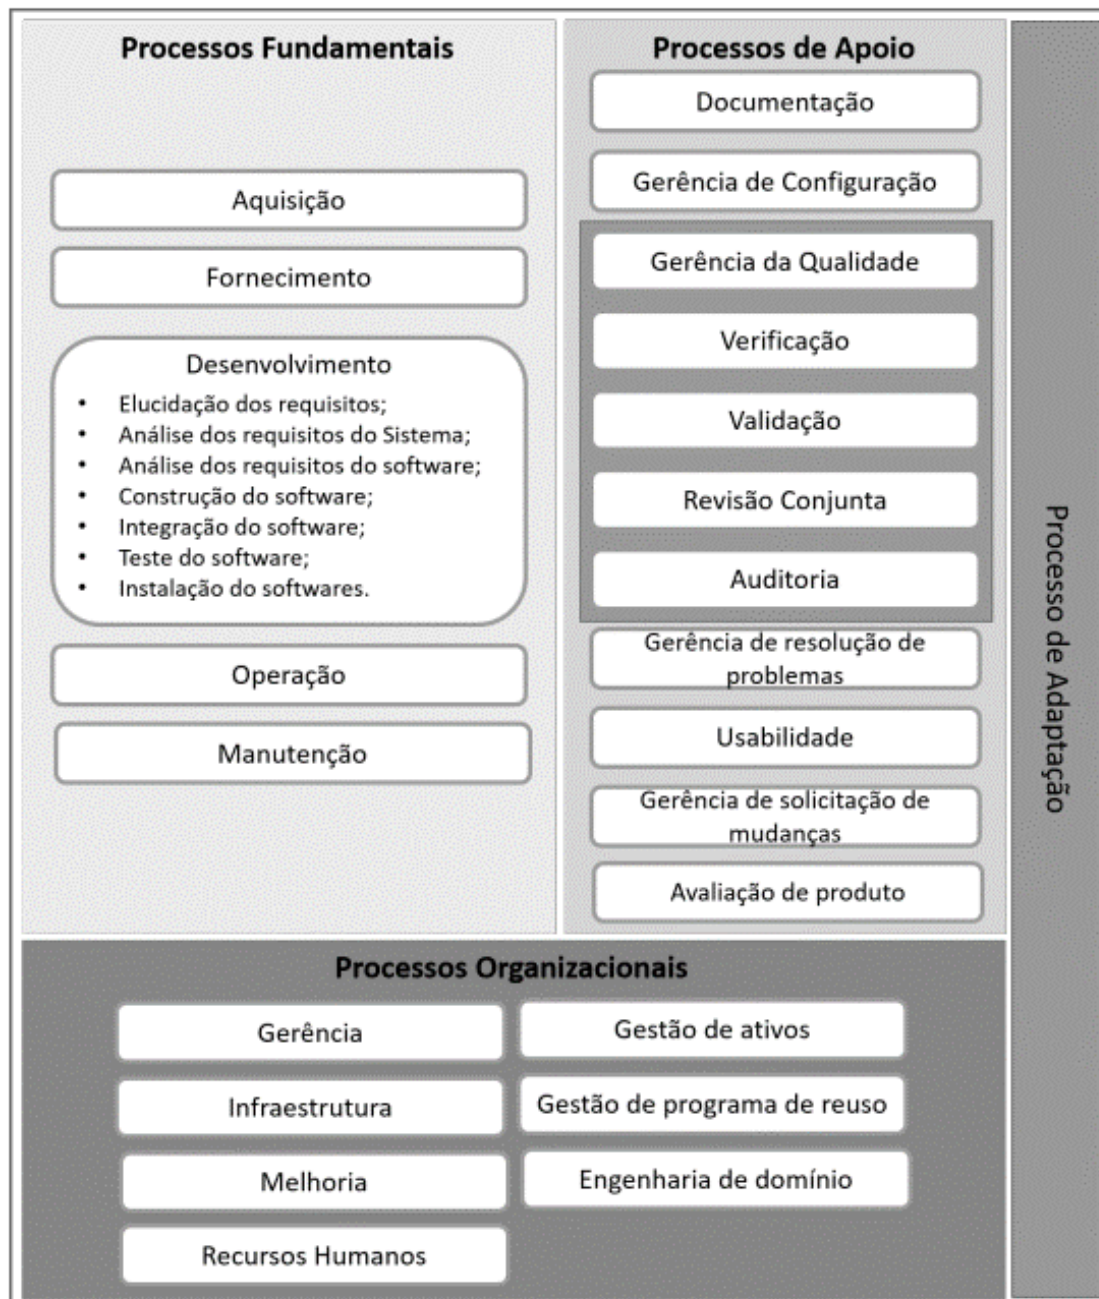 Processos Fundamentais
Aquisição
Fornecimento
Desenvolvimento
• Elucidação dos requisitos;
• Análise dos requisitos do Sistema;
• Análise dos requisitos do software;
• Construção do software;
• Integração do software;
• Teste do software;
• Instalação do softwares.
Operação
Manutenção
Processos de Apoio
Documentação
Gerência de Configuração
Gerência da Qualidade
Verificação
Validação
Revisão Conjunta
Auditoria
Gerência de resolução de
problemas
Usabilidade
Gerência de solicitação de
mudanças
Avaliação de produto
Processos Organizacionais
Gerência
Infraestrutura
Melhoria
Recursos Humanos
Gestão de ativos
Gestão de programa de reuso
Engenharia de domínio
Processo de Adaptação